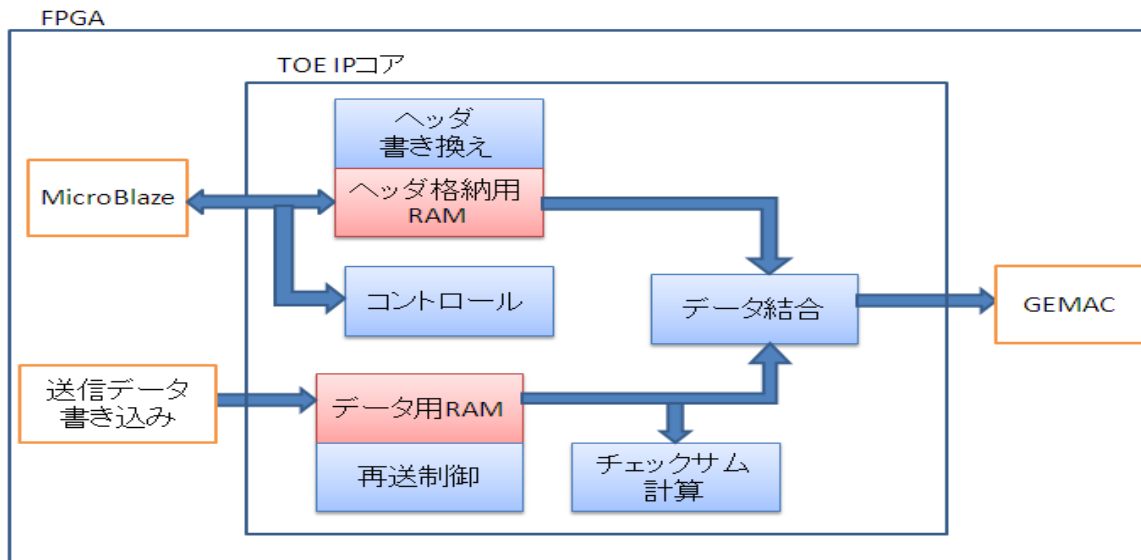 FPGA
TOE IPコア
ヘッダ
書き換え
MicroBlaze
ヘッダ格納用
RAM
コントロール
データ結合
GEMAC
送信データ
書き込み
データ用RAM
再送制御
チェックサム
計算